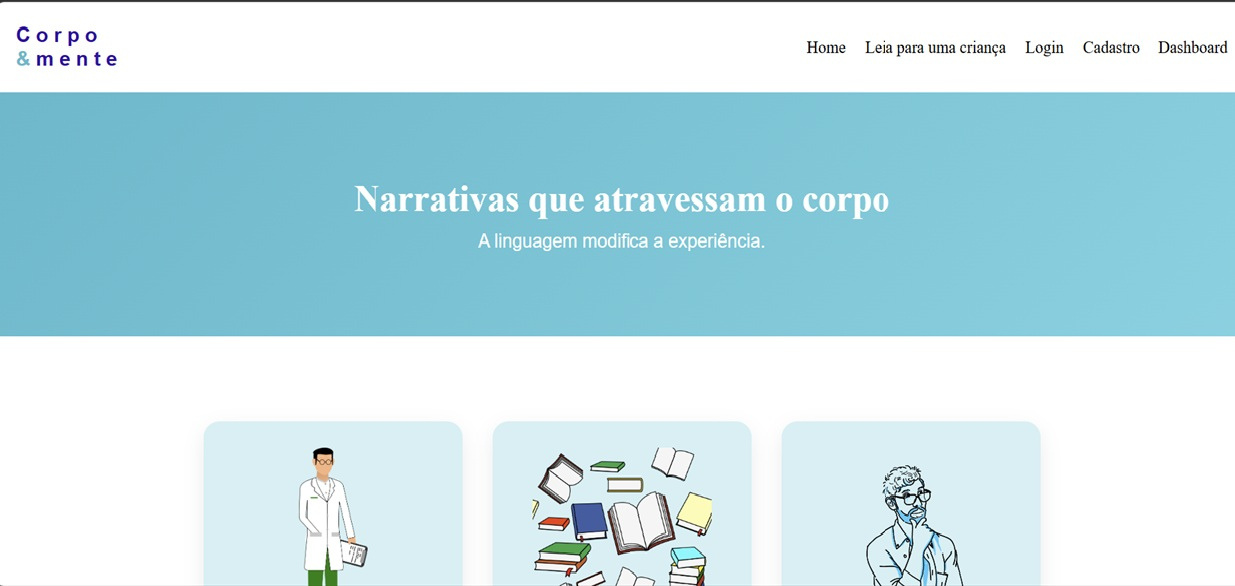 Corpo
&mente
Home Leia para uma criança Login Cadastro Dashboard
Narrativas que atravessam o corpo
A linguagem modifica a experiência.